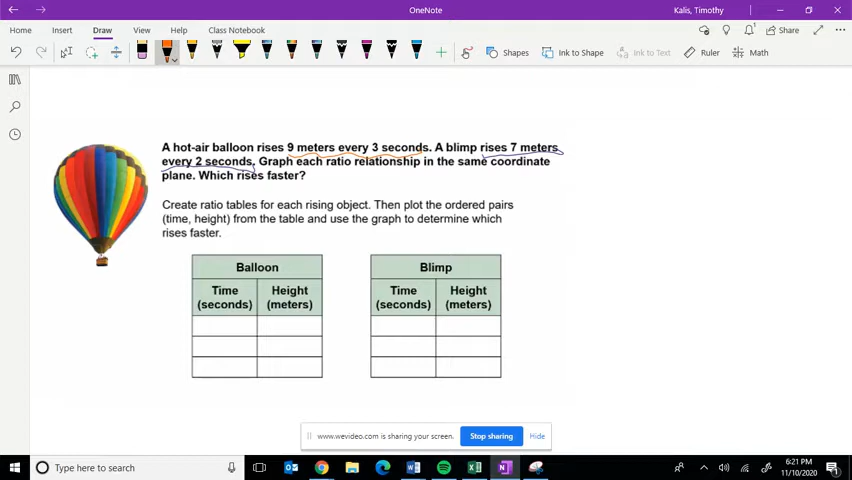 OneNote
Kalis, Timothy
Home
Insert
Draw
View
Help
Class Notebook
Share
Shapes
Ink to Shape
Ink to Text
Ruler
Math
A hot-air balloon rises 9 meters every 3 seconds. A blimp rises 7 meters
every 2 seconds. Graph each ratio relationship in the same coordinate
plane. Which rises faster?
Create ratio tables for each rising object. Then plot the ordered pairs
(time, height) from the table and use the graph to determine which
rises faster.
Balloon
Time
(seconds)
Height
(meters)
Blimp
Time
(seconds)
Height
(meters)
www.wevideo.com is sharing your screen.
Stop sharing
Hide
Type here to search
6:21 PM
11/10/2020